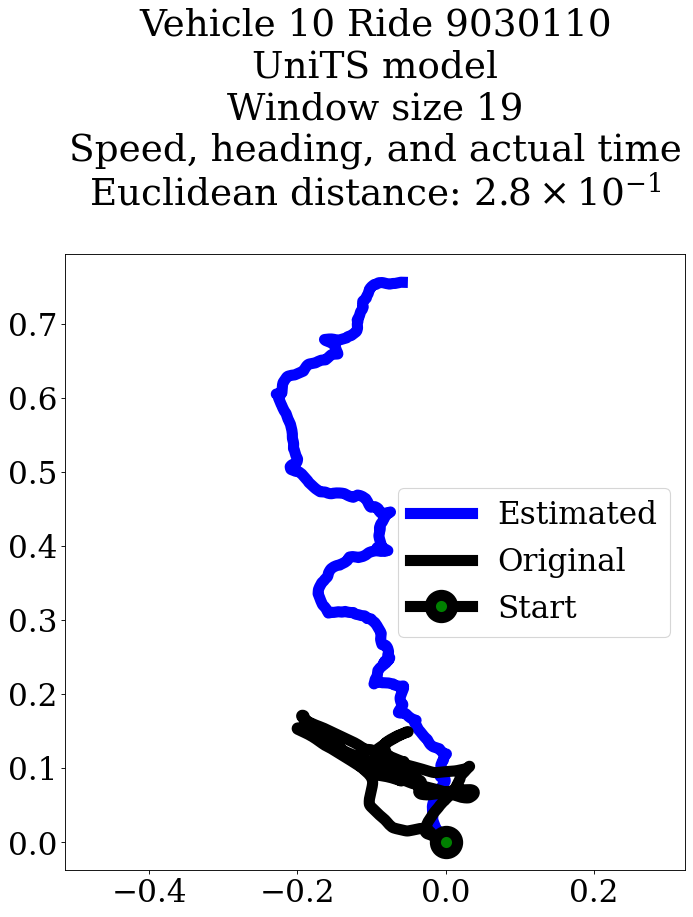 Vehicle 10 Ride 9030110
UniTS model
Window size 19
Speed, heading, and actual time
Euclidean distance: 2.8 × 10⁻¹
0.7
0.6
0.5
0.4
0.3
0.2
0.1
0.0
Estimated
Original
Start
−0.4 −0.2 0.0 0.2